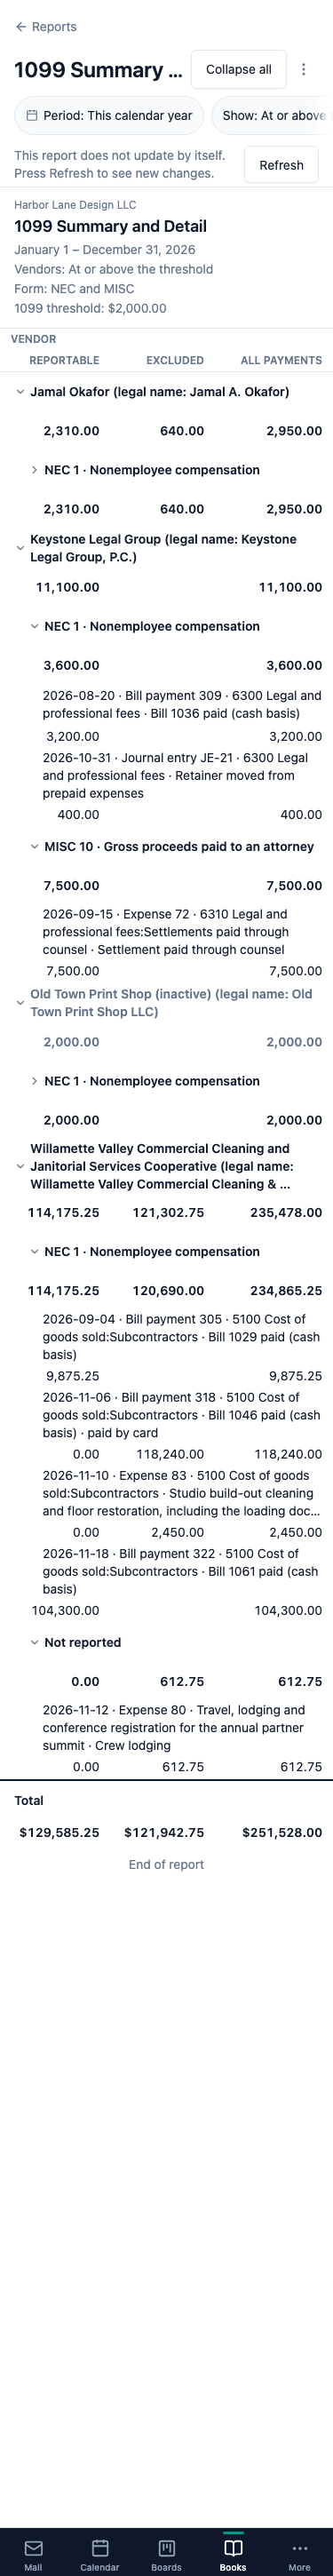 Reports
1099 Summary ...
Collapse all
Period: This calendar year
Show: At or above
This report does not update by itself.
Press Refresh to see new changes.
Refresh
Harbor Lane Design LLC
1099 Summary and Detail
January 1 – December 31, 2026
Vendors: At or above the threshold
Form: NEC and MISC
1099 threshold: $2,000.00
VENDOR
REPORTABLE EXCLUDED ALL PAYMENTS
Jamal Okafor (legal name: Jamal A. Okafor)
2,310.00 640.00 2,950.00
NEC 1 · Nonemployee compensation
2,310.00 640.00 2,950.00
Keystone Legal Group (legal name: Keystone
Legal Group, P.C.)
11,100.00 11,100.00
NEC 1 · Nonemployee compensation
3,600.00 3,600.00
2026-08-20 · Bill payment 309 · 6300 Legal and
professional fees · Bill 1036 paid (cash basis)
3,200.00 3,200.00
2026-10-31 · Journal entry JE-21 · 6300 Legal
and professional fees · Retainer moved from
prepaid expenses
400.00 400.00
MISC 10 · Gross proceeds paid to an attorney
7,500.00 7,500.00
2026-09-15 · Expense 72 · 6310 Legal and
professional fees:Settlements paid through
counsel · Settlement paid through counsel
7,500.00 7,500.00
Old Town Print Shop (inactive) (legal name: Old
Town Print Shop LLC)
2,000.00 2,000.00
NEC 1 · Nonemployee compensation
2,000.00 2,000.00
Willamette Valley Commercial Cleaning and
Janitorial Services Cooperative (legal name:
Willamette Valley Commercial Cleaning & ...
114,175.25 121,302.75 235,478.00
NEC 1 · Nonemployee compensation
114,175.25 120,690.00 234,865.25
2026-09-04 · Bill payment 305 · 5100 Cost of
goods sold:Subcontractors · Bill 1029 paid (cash
basis)
9,875.25 9,875.25
2026-11-06 · Bill payment 318 · 5100 Cost of
goods sold:Subcontractors · Bill 1046 paid (cash
basis) · paid by card
0.00 118,240.00 118,240.00
2026-11-10 · Expense 83 · 5100 Cost of goods
sold:Subcontractors · Studio build-out cleaning
and floor restoration, including the loading doc...
0.00 2,450.00 2,450.00
2026-11-18 · Bill payment 322 · 5100 Cost of
goods sold:Subcontractors · Bill 1061 paid (cash
basis)
104,300.00 104,300.00
Not reported
0.00 612.75 612.75
2026-11-12 · Expense 80 · Travel, lodging and
conference registration for the annual partner
summit · Crew lodging
0.00 612.75 612.75
Total
$129,585.25 $121,942.75 $251,528.00
End of report
Mail Calendar Boards Books More